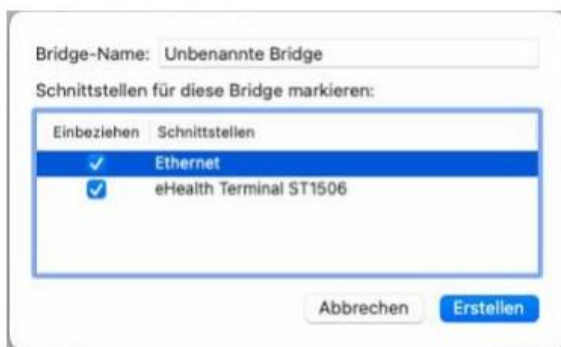 Bridge-Name: Unbenannte Bridge
Schnittstellen für diese Bridge markieren:
Einbeziehen Schnittstellen
Ethernet
eHealth Terminal ST1506
Abbrechen Erstellen